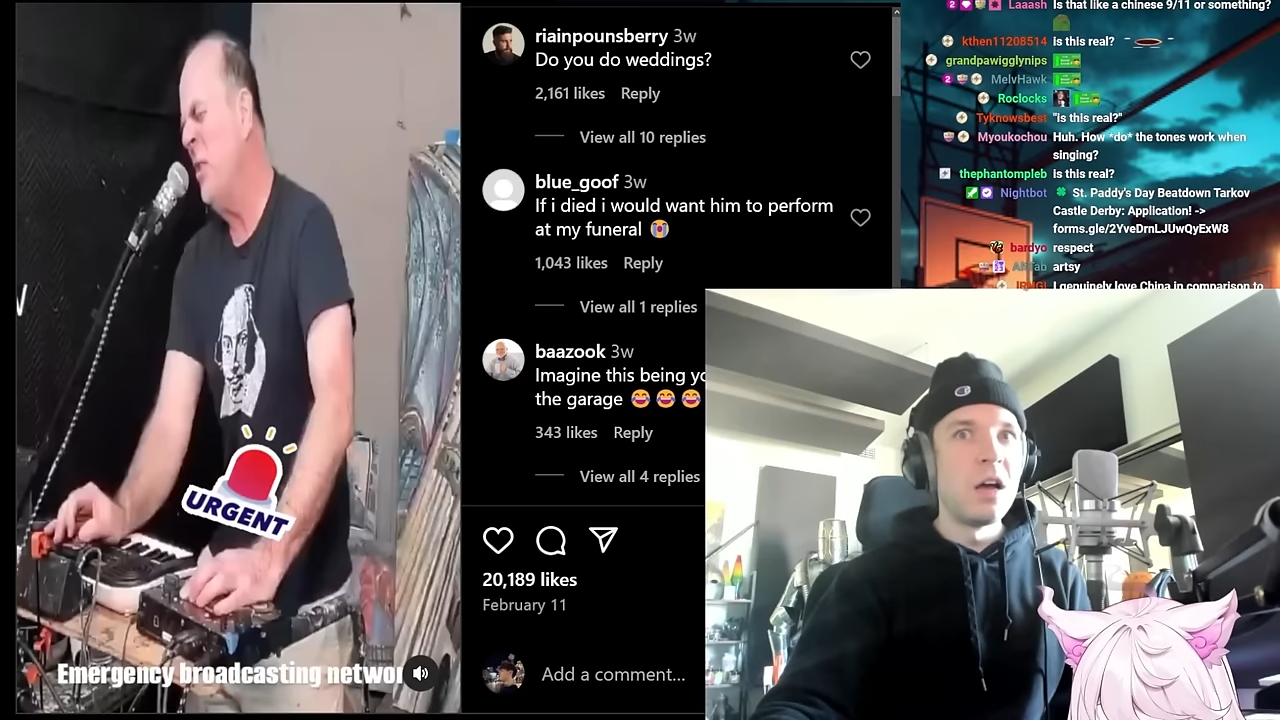 URGENT
Emergency broadcasting networ
riainpounsberry 3w
Do you do weddings?
2,161 likes Reply
View all 10 replies
blue_goof 3w
If i died i would want him to perform
at my funeral 😭
1,043 likes Reply
View all 1 replies
baazook 3w
Imagine this being yo
the garage 😂 😂 😂
343 likes Reply
View all 4 replies
20,189 likes
February 11
Add a comment...
Laaash Is that like a chinese 9/11 or something?
kthen11208514 is this real?
grandpawigglynips
MelvHawk
Roclocks
Tyknowsbest "is this real?"
Myoukochou Huh. How *do* the tones work when
singing?
thephantompleb is this real?
Nightbot 🍀 St. Paddy's Day Beatdown Tarkov
Castle Derby: Application! ->
forms.gle/2YveDrnLJUwQyExW8
bardyo respect
artsy
I genuinely love China in comparison to